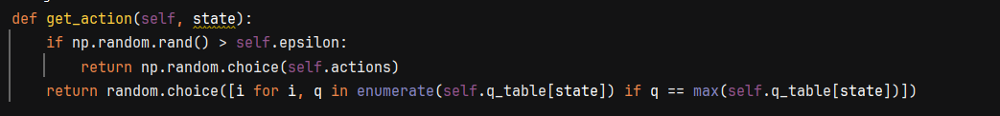 def get_action(self, state):
    if np.random.rand() > self.epsilon:
        return np.random.choice(self.actions)
    return random.choice([i for i, q in enumerate(self.q_table[state]) if q == max(self.q_table[state])])